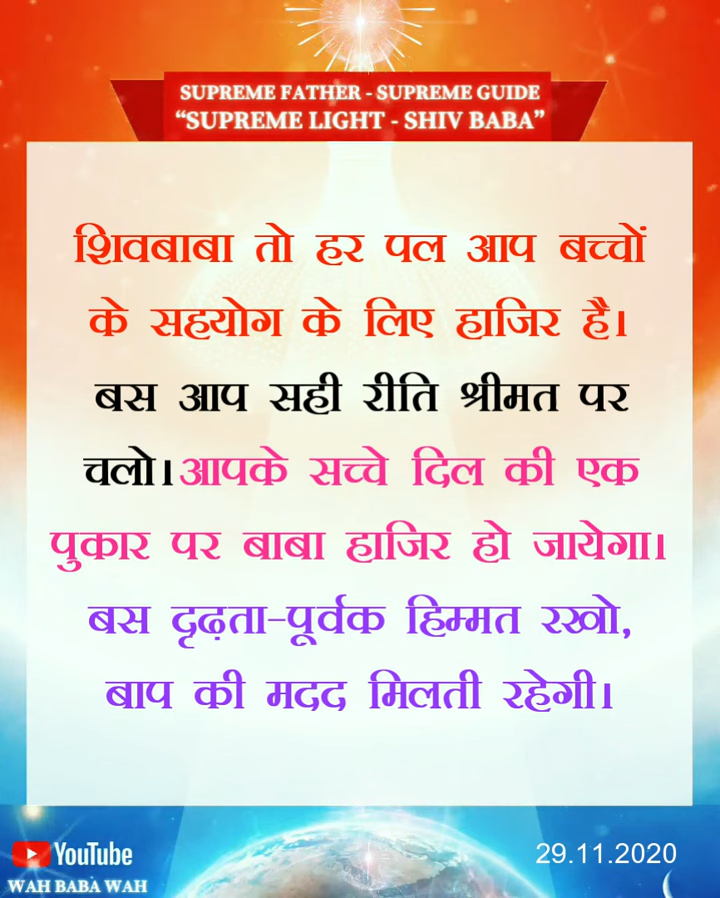 SUPREME FATHER - SUPREME GUIDE
“SUPREME LIGHT - SHIV BABA”
शिवबाबा तो हर पल आप बच्चों
के सहयोग के लिए हाजिर है।
बस आप सही रीति श्रीमत पर
चलो। आपके सच्चे दिल की एक
पुकार पर बाबा हाजिर हो जायेगा।
बस दृढ़ता-पूर्वक हिम्मत रखो,
बाप की मदद मिलती रहेगी।
YouTube
29.11.2020
WAH BABA WAH